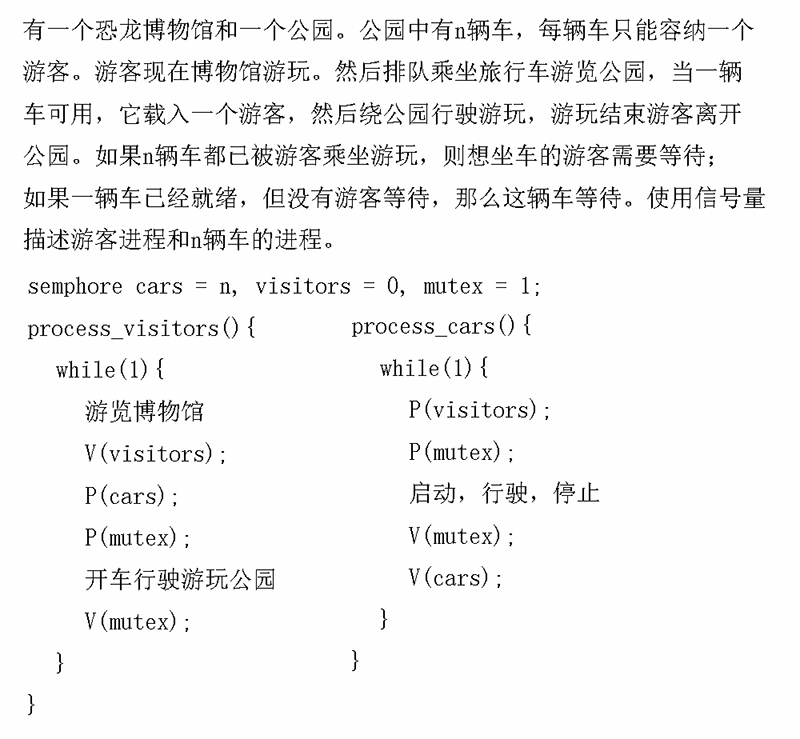 有一个恐龙博物馆和一个公园。公园中有n辆车，每辆车只能容纳一个
游客。游客现在博物馆游玩。然后排队乘坐旅行车游览公园，当一辆
车可用，它载入一个游客，然后绕公园行驶游玩，游玩结束游客离开
公园。如果n辆车都已被游客乘坐游玩，则想坐车的游客需要等待；
如果一辆车已经就绪，但没有游客等待，那么这辆车等待。使用信号量
描述游客进程和n辆车的进程。
semphore cars = n, visitors = 0, mutex = 1;
process_visitors(){
while(1){
游览博物馆
V(visitors);
P(cars);
P(mutex);
开车行驶游玩公园
V(mutex);
}
}
process_cars(){
while(1){
P(visitors);
P(mutex);
启动，行驶，停止
V(mutex);
V(cars);
}
}